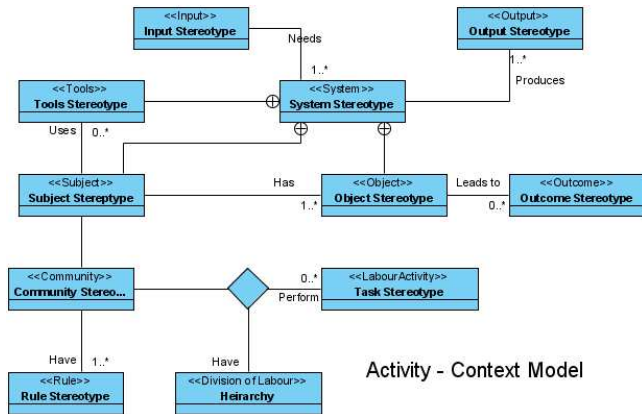 <<Input>>
Input Stereotype
<<Output>>
Output Stereotype
Needs
1..*
1..*
Produces
<<Tools>>
Tools Stereotype
<<System>>
System Stereotype
Uses
0..*
<<Subject>>
Subject Stereptype
Has
1..*
<<Object>>
Object Stereotype
Leads to
0..*
<<Outcome>>
Outcome Stereotype
<<Community>>
Community Stereo...
0..*
Perform
<<LabourActivity>>
Task Stereotype
Have
1..*
Have
<<Rule>>
Rule Stereotype
<<Division of Labour>>
Heirarchy
Activity - Context Model